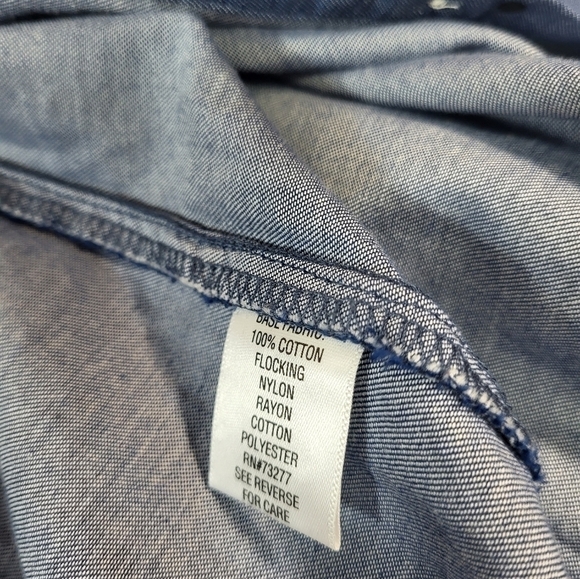 BASE FABRIC:
100% COTTON
FLOCKING
NYLON
RAYON
COTTON
POLYESTER
RN#73277
SEE REVERSE
FOR CARE